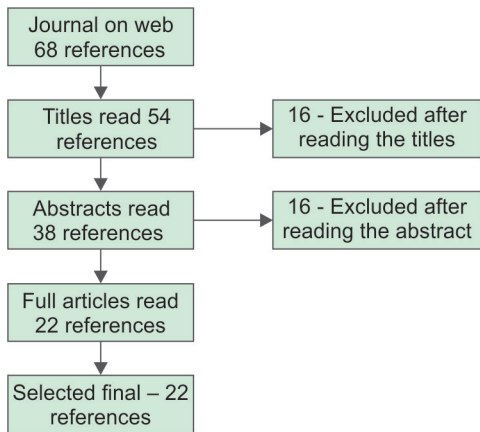 Journal on web
68 references
Titles read 54
references
16 - Excluded after
reading the titles
Abstracts read
38 references
16 - Excluded after
reading the abstract
Full articles read
22 references
Selected final – 22
references